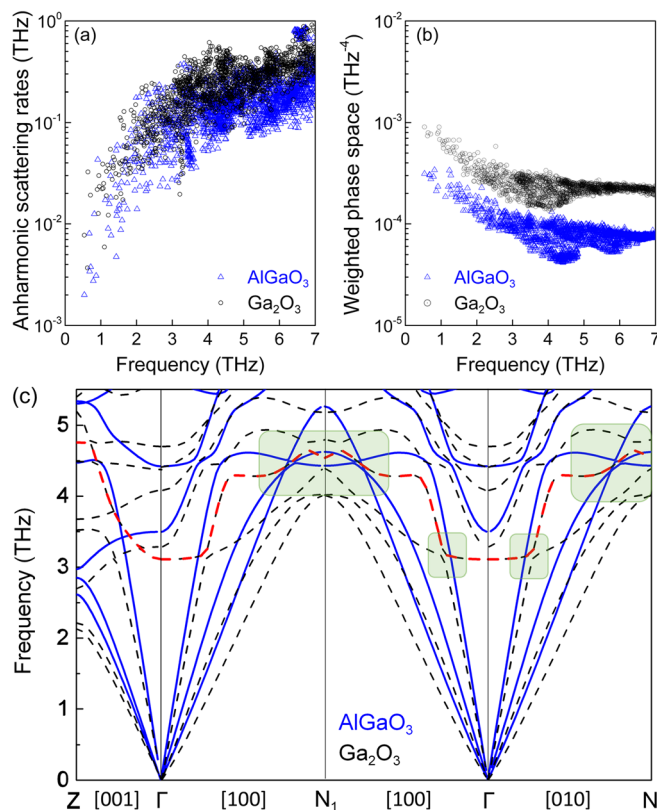 (a)
Anharmonic scattering rates (THz)
10⁰
10⁻¹
10⁻²
10⁻³
0 1 2 3 4 5 6 7
Frequency (THz)
AlGaO₃
Ga₂O₃
(b)
Weighted phase space (THz⁻⁴)
10⁻²
10⁻³
10⁻⁴
10⁻⁵
0 1 2 3 4 5 6 7
Frequency (THz)
AlGaO₃
Ga₂O₃
(c)
Frequency (THz)
5
4
3
2
1
0
AlGaO₃
Ga₂O₃
Z [001] Γ [100] N₁ [100] Γ [010] N